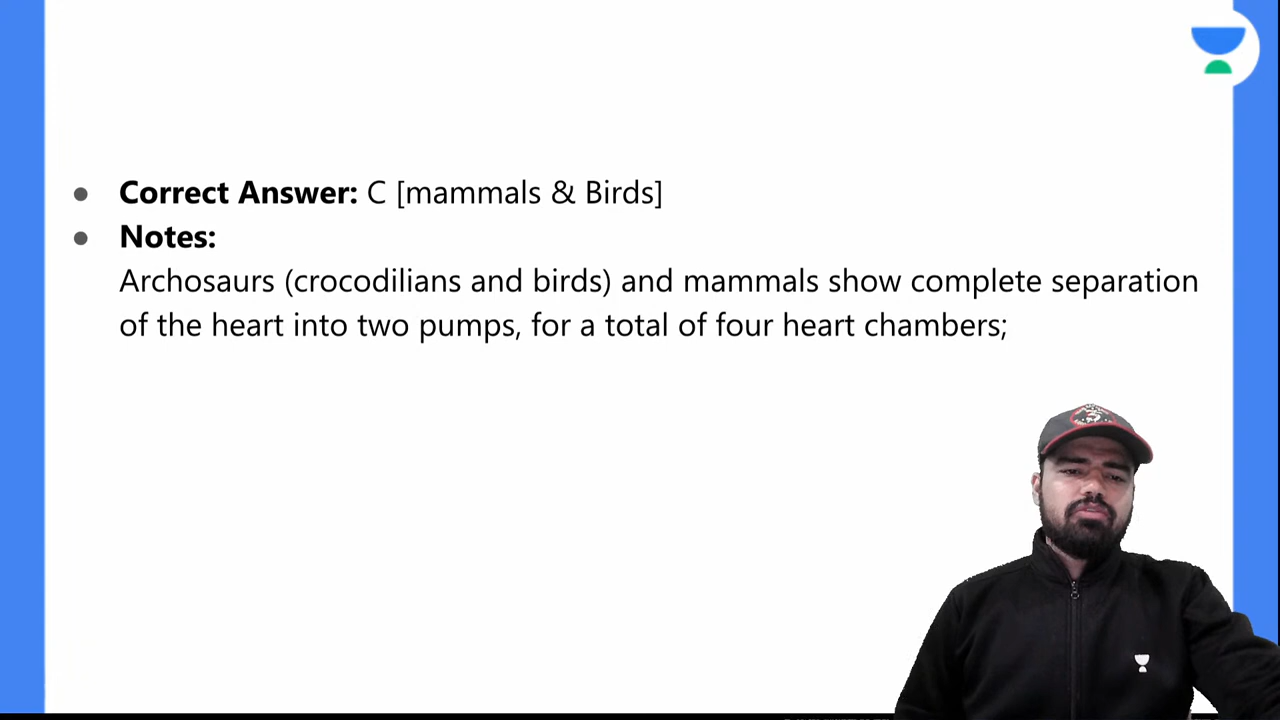 Correct Answer: C [mammals & Birds]
Notes:
Archosaurs (crocodilians and birds) and mammals show complete separation
of the heart into two pumps, for a total of four heart chambers;